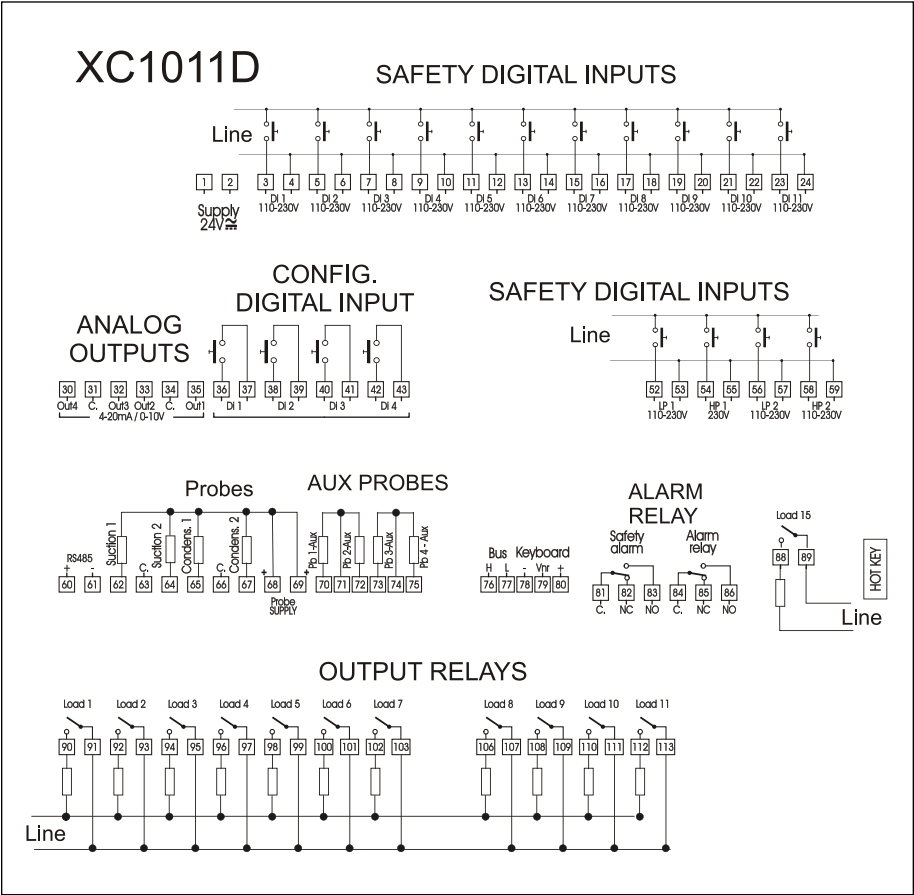 XC1011D
SAFETY DIGITAL INPUTS
Line
1 2 3 4 5 6 7 8 9 10 11 12 13 14 15 16 17 18 19 20 21 22 23 24
Supply
24V
DI 1 DI 2 DI 3 DI 4 DI 5 DI 6 DI 7 DI 8 DI 9 DI 10 DI 11
110-230V 110-230V 110-230V 110-230V 110-230V 110-230V 110-230V 110-230V 110-230V 110-230V 110-230V
ANALOG
OUTPUTS
30 31 32 33 34 35
Out4 C. Out3 Out2 C. Out1
4-20mA / 0-10V
CONFIG.
DIGITAL INPUT
36 37 38 39 40 41 42 43
DI 1 DI 2 DI 3 DI 4
SAFETY DIGITAL INPUTS
Line
52 53 54 55 56 57 58 59
LP 1 HP 1 LP 2 HP 2
110-230V 230V 110-230V 110-230V
Probes
RS485
+ -
Suction 1
C.
Suction 2
Condens. 1
C.
Condens. 2
+ +
60 61 62 63 64 65 66 67 68 69
Probe
SUPPLY
AUX PROBES
Pb 1-Aux
Pb 2-Aux
Pb 3-Aux
Pb 4 - Aux
70 71 72 73 74 75
Bus Keyboard
H L - Vnr +
76 77 78 79 80
ALARM
RELAY
Safety
alarm
Alarm
relay
81 82 83 84 85 86
C. NC NO C. NC NO
Load 15
88 89
Line
HOT KEY
OUTPUT RELAYS
Load 1 Load 2 Load 3 Load 4 Load 5 Load 6 Load 7 Load 8 Load 9 Load 10 Load 11
90 91 92 93 94 95 96 97 98 99 100 101 102 103 106 107 108 109 110 111 112 113
Line